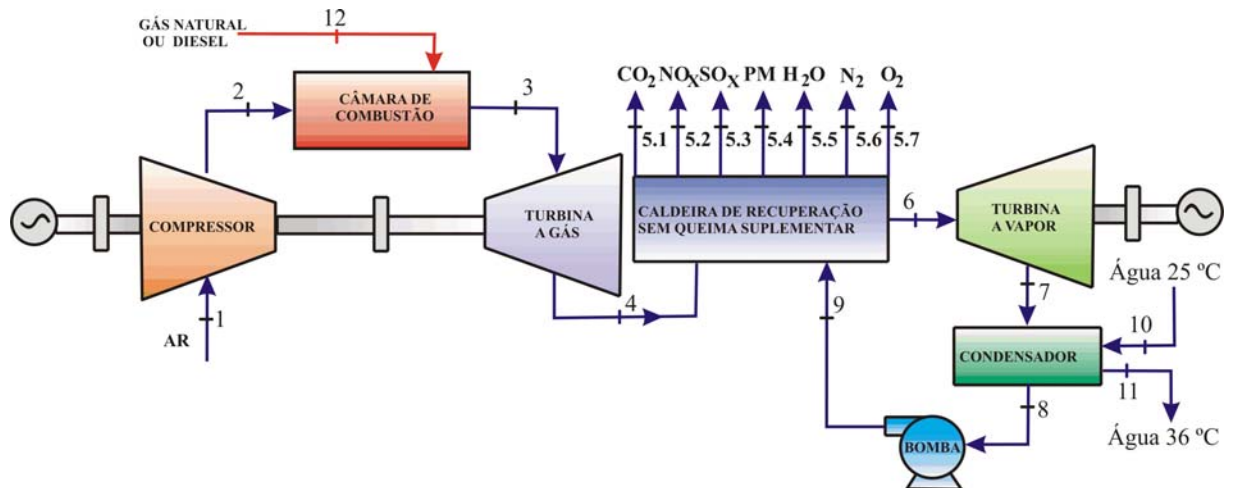 GÁS NATURAL
OU DIESEL
12
2
CÂMARA DE
COMBUSTÃO
3
CO2 NOX SOX PM H2O N2 O2
5.1 5.2 5.3 5.4 5.5 5.6 5.7
COMPRESSOR
TURBINA
A GÁS
CALDEIRA DE RECUPERAÇÃO
SEM QUEIMA SUPLEMENTAR
6
TURBINA
A VAPOR
1
AR
4
9
7
Água 25 ºC
10
CONDENSADOR
11
8
Água 36 ºC
BOMBA